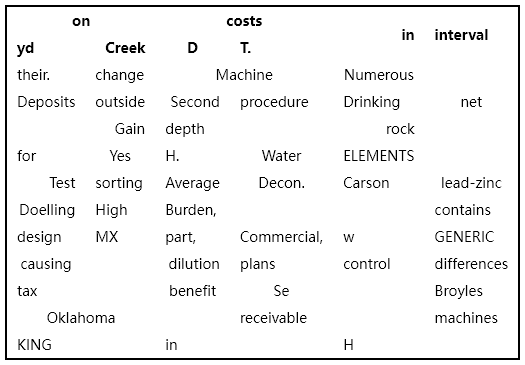 on costs in interval
yd Creek D T.
their. change Machine Numerous
Deposits outside Second procedure Drinking net
Gain depth rock
for Yes H. Water ELEMENTS
Test sorting Average Decon. Carson lead-zinc
Doelling High Burden, contains
design MX part, Commercial, w GENERIC
causing dilution plans control differences
tax benefit Se Broyles
Oklahoma receivable machines
KING in H